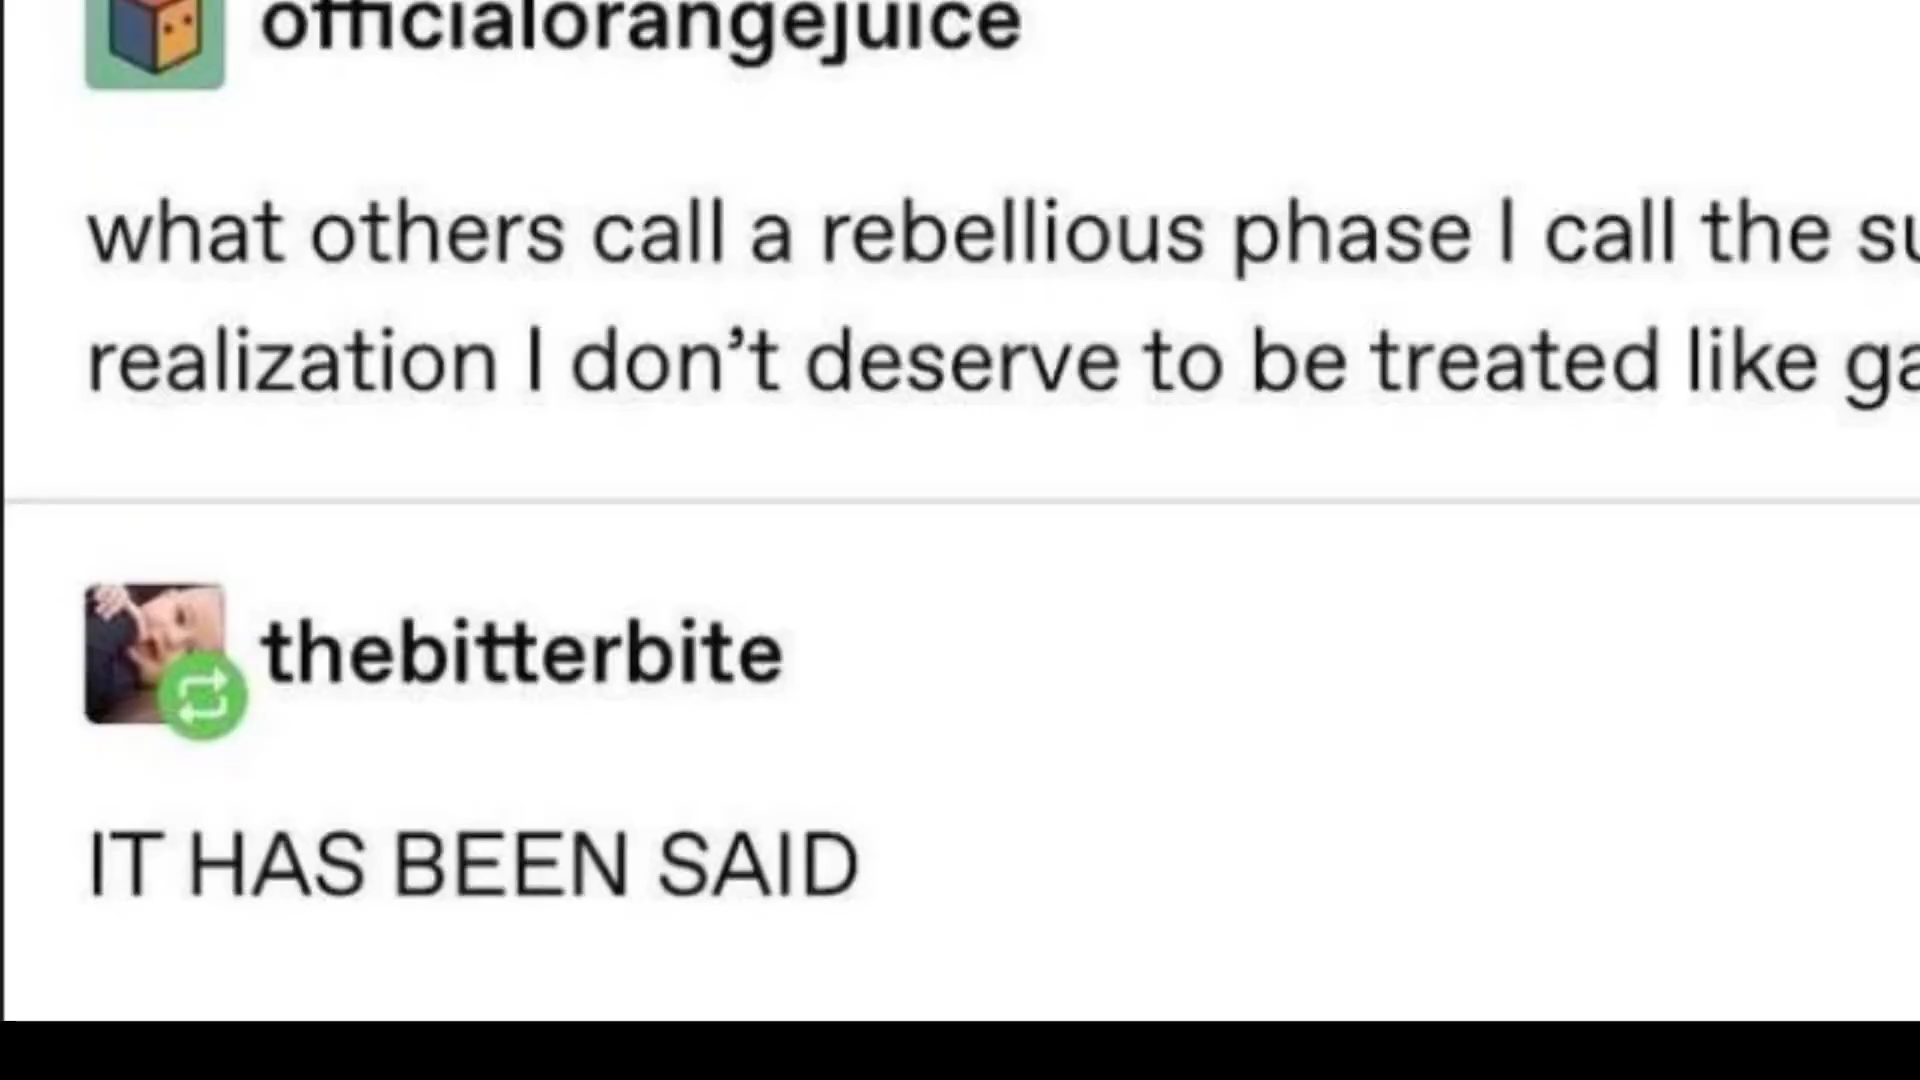 officialorangejuice
what others call a rebellious phase I call the
realization I don’t deserve to be treated like
thebitterbite
IT HAS BEEN SAID